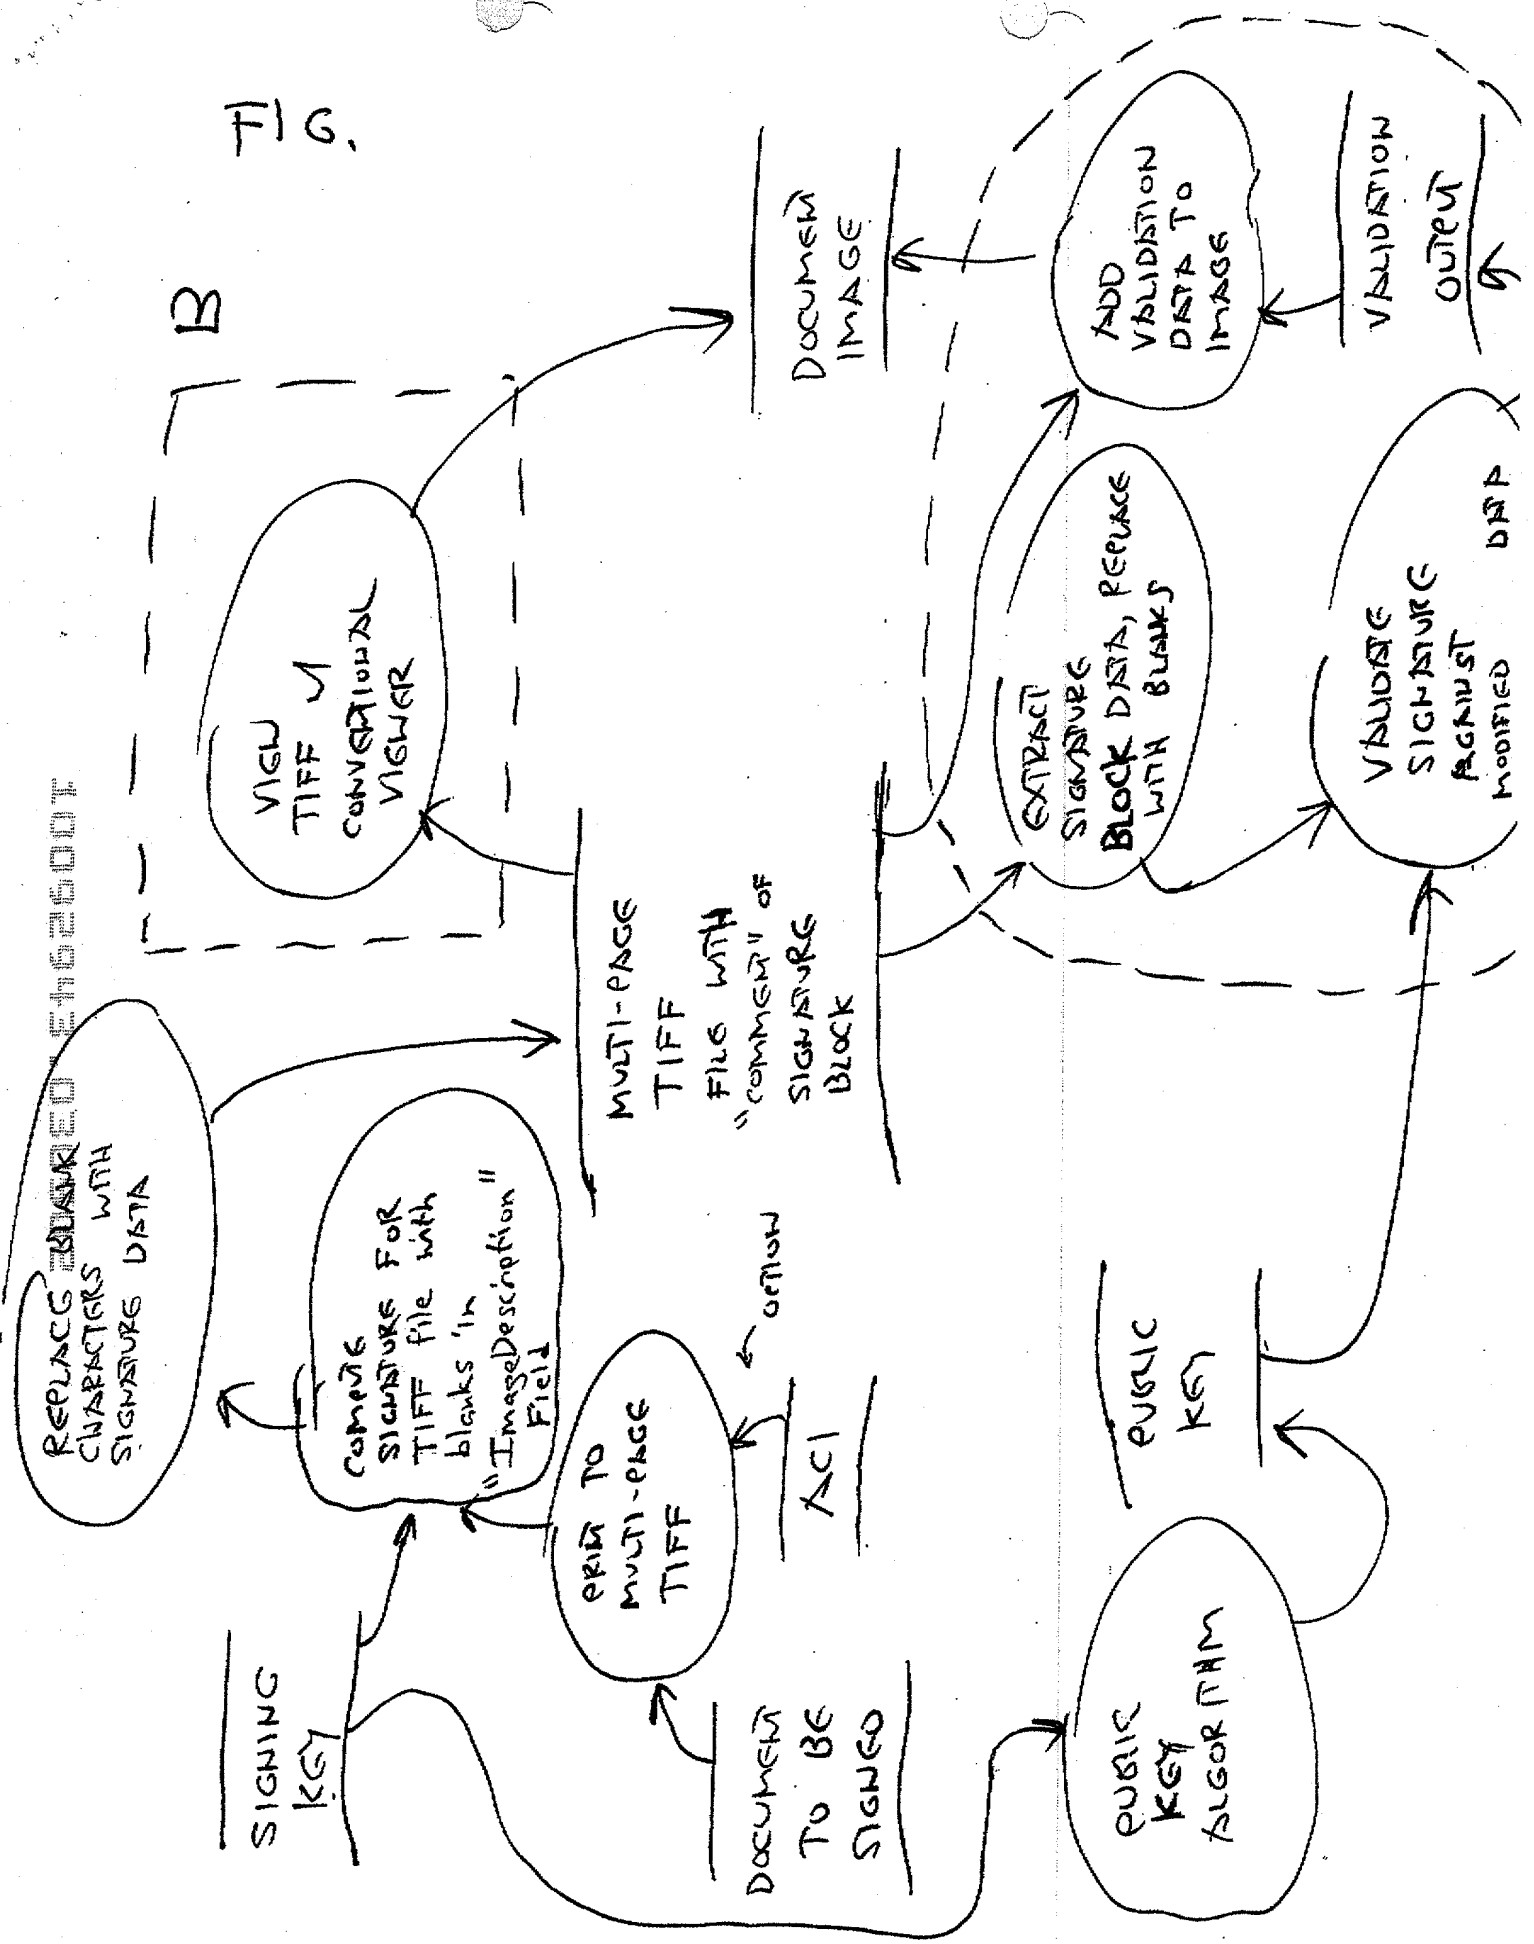 FIG.
B
REPLACE BLANK
CHARACTERS WITH
SIGNATURE DATA
SIGNING
KEY
COMPUTE
SIGNATURE FOR
TIFF file with
blanks in
"ImageDescription"
Field
VIEW
TIFF
CONVENTIONAL
VIEWER
PRINT TO
MULTI-PAGE
TIFF
OPTION
ACI
DOCUMENT
TO BE
SIGNED
MULTI-PAGE
TIFF
FILE WITH
"COMMENT" OF
SIGNATURE
BLOCK
DOCUMENT
IMAGE
PUBLIC
KEY
ALGORITHM
PUBLIC
KEY
EXTRACT
SIGNATURE
BLOCK DATA, REPLACE
WITH BLANKS
ADD
VALIDATION
DATA TO
IMAGE
VALIDATE
SIGNATURE
AGAINST
MODIFIED DATA
VALIDATION
OUTPUT